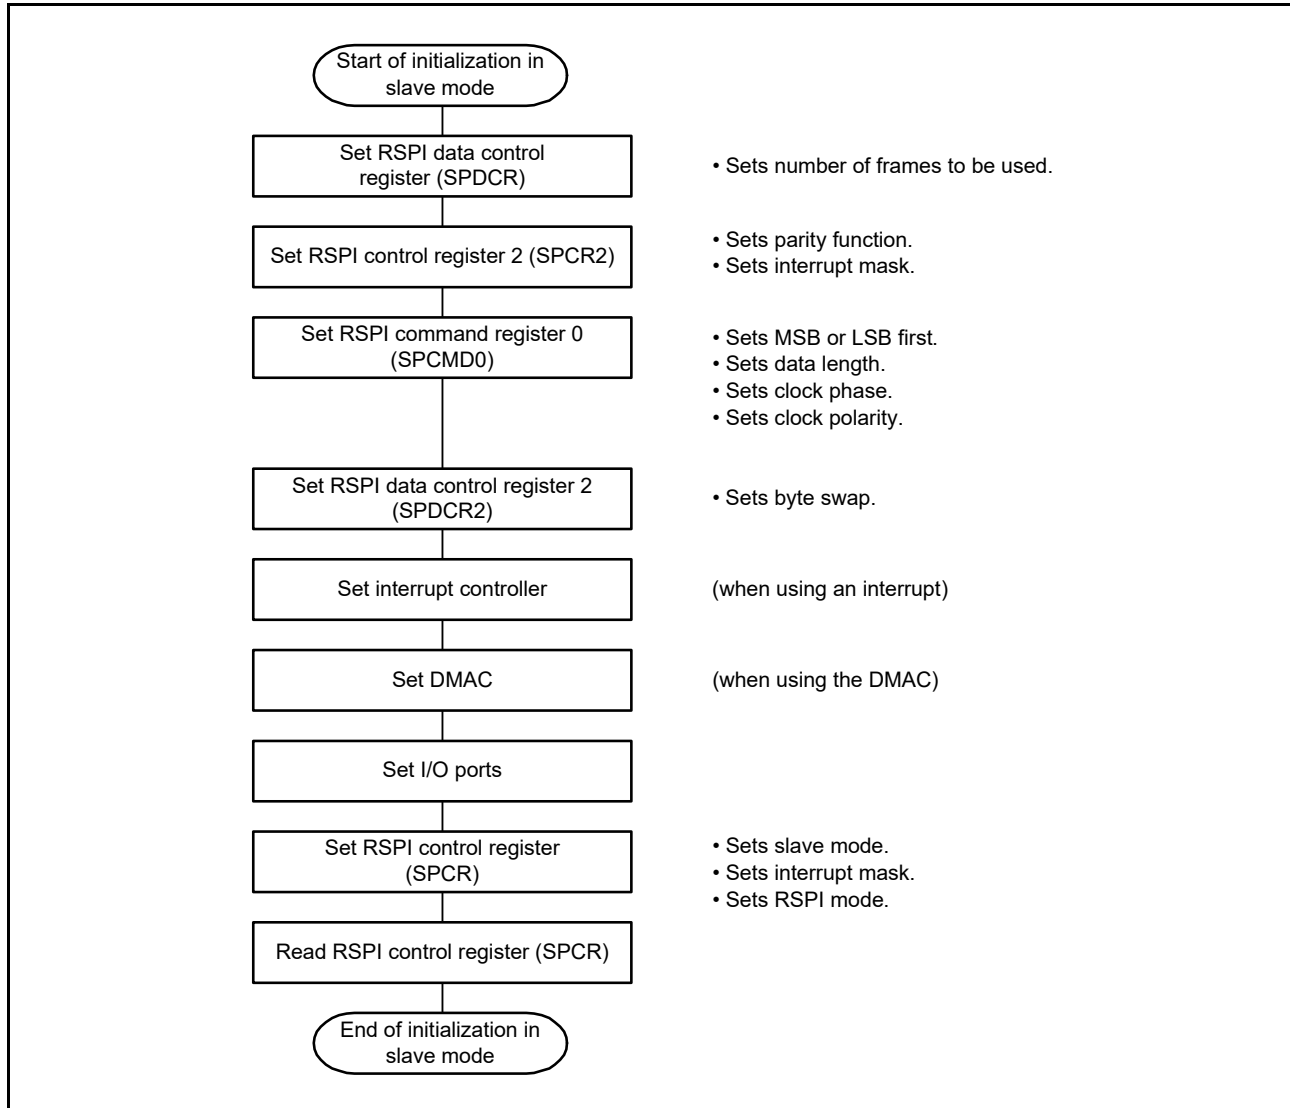 Start of initialization in
slave mode
Set RSPI data control
register (SPDCR)
• Sets number of frames to be used.
Set RSPI control register 2 (SPCR2)
• Sets parity function.
• Sets interrupt mask.
Set RSPI command register 0
(SPCMD0)
• Sets MSB or LSB first.
• Sets data length.
• Sets clock phase.
• Sets clock polarity.
Set RSPI data control register 2
(SPDCR2)
• Sets byte swap.
Set interrupt controller
(when using an interrupt)
Set DMAC
(when using the DMAC)
Set I/O ports
Set RSPI control register
(SPCR)
• Sets slave mode.
• Sets interrupt mask.
• Sets RSPI mode.
Read RSPI control register (SPCR)
End of initialization in
slave mode